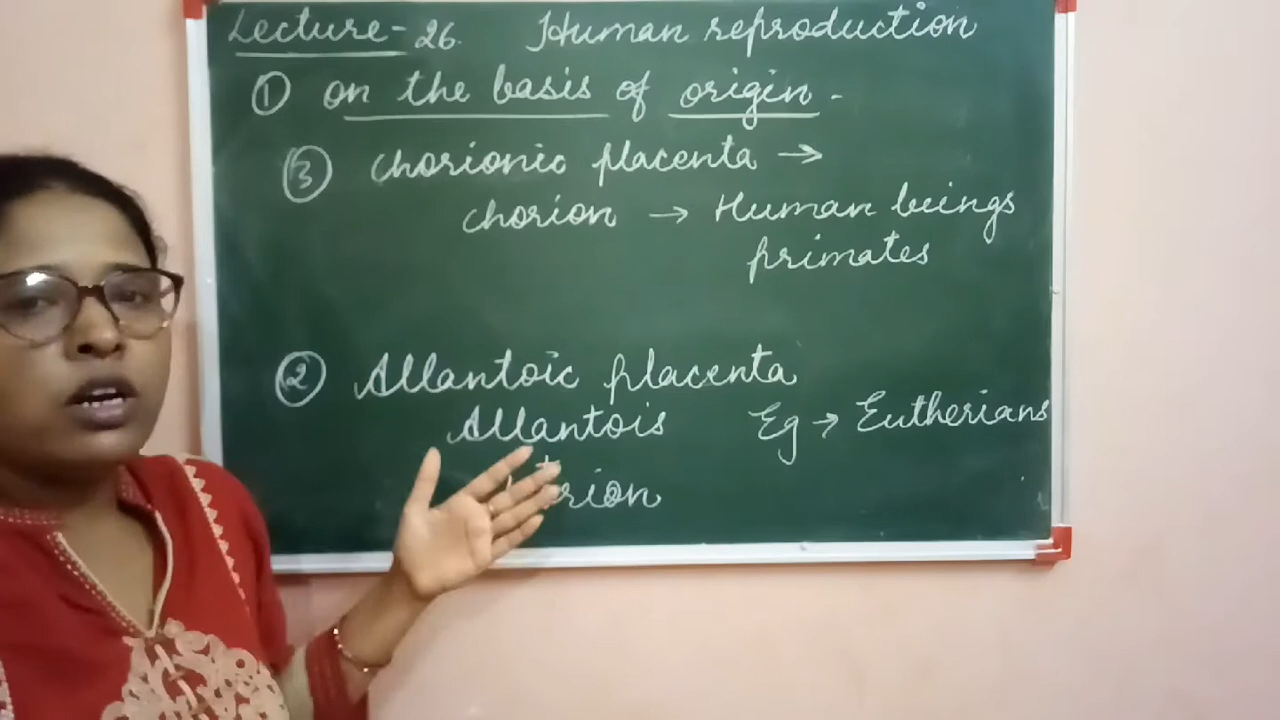 Lecture- 26. Human reproduction
① on the basis of origin -
③ chorionic placenta →
chorion → Human beings
primates
② Allantoic placenta
Allantois Eg → Eutherians
+